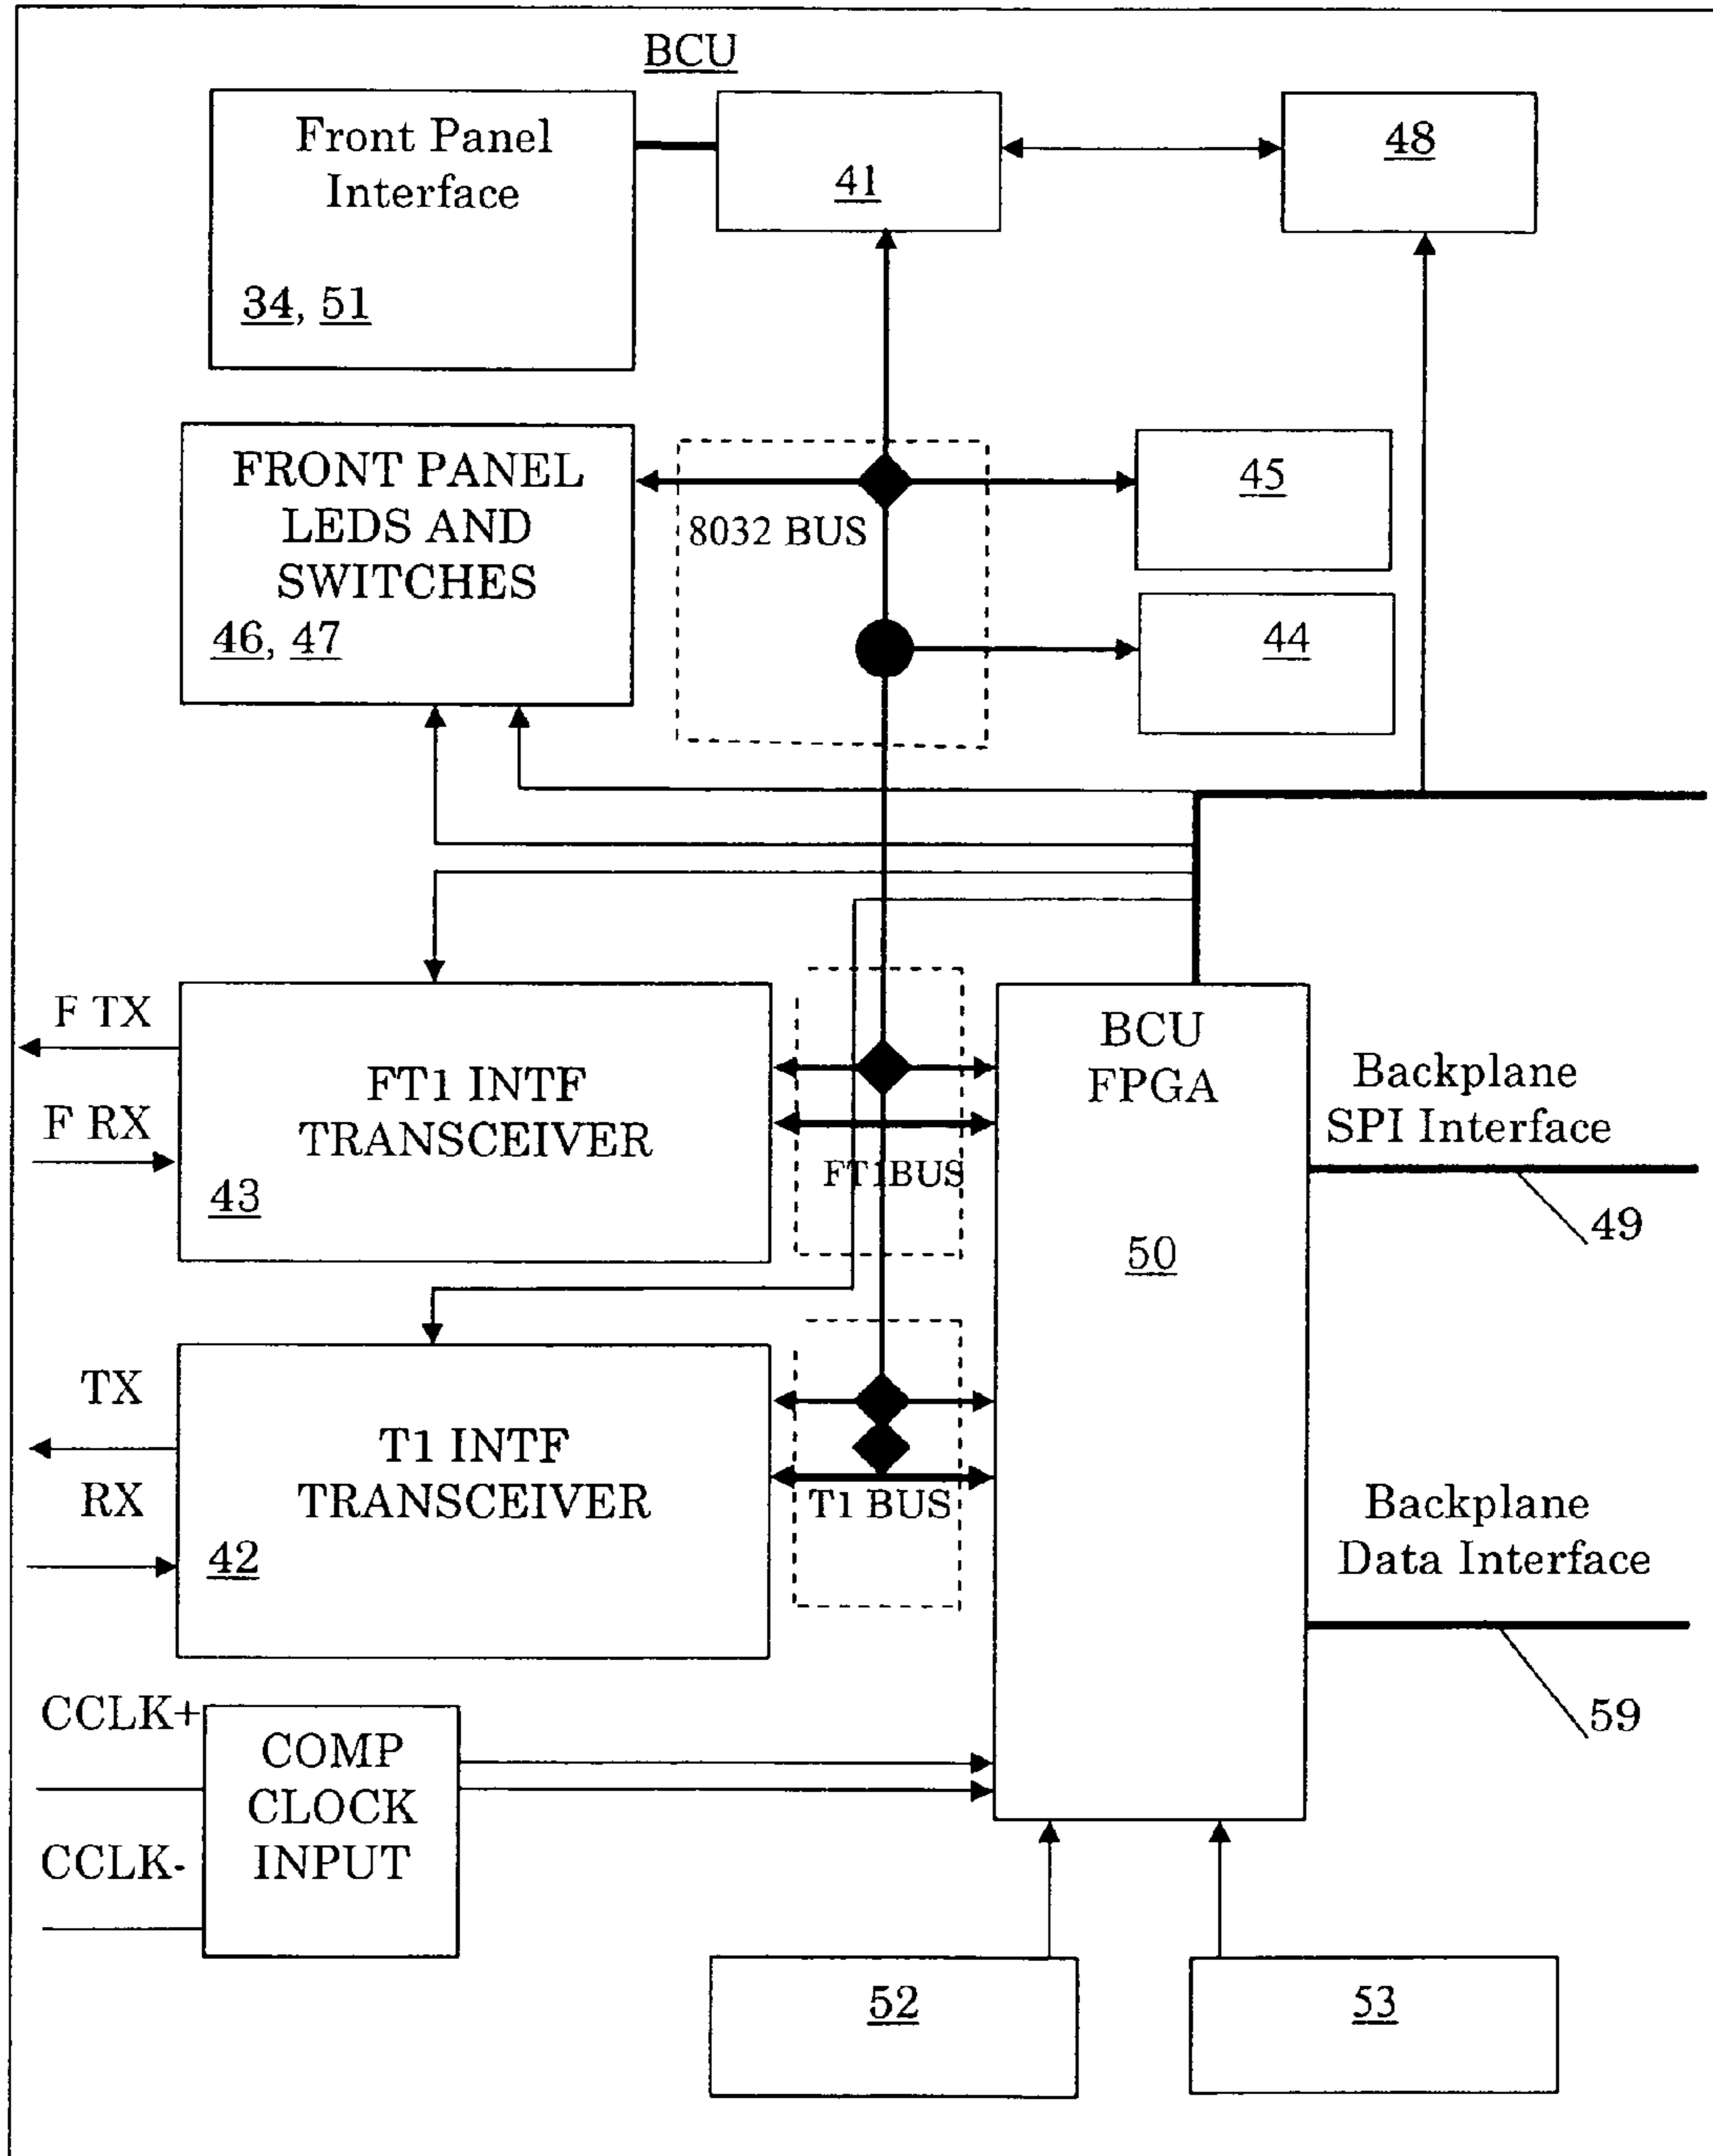 BCU
Front Panel
Interface
34, 51
41
48
FRONT PANEL
LEDS AND
SWITCHES
46, 47
8032 BUS
45
44
F TX
F RX
FT1 INTF
TRANSCEIVER
43
FT1BUS
BCU
FPGA
50
Backplane
SPI Interface
49
TX
RX
T1 INTF
TRANSCEIVER
42
T1 BUS
Backplane
Data Interface
59
CCLK+
CCLK-
COMP
CLOCK
INPUT
52
53